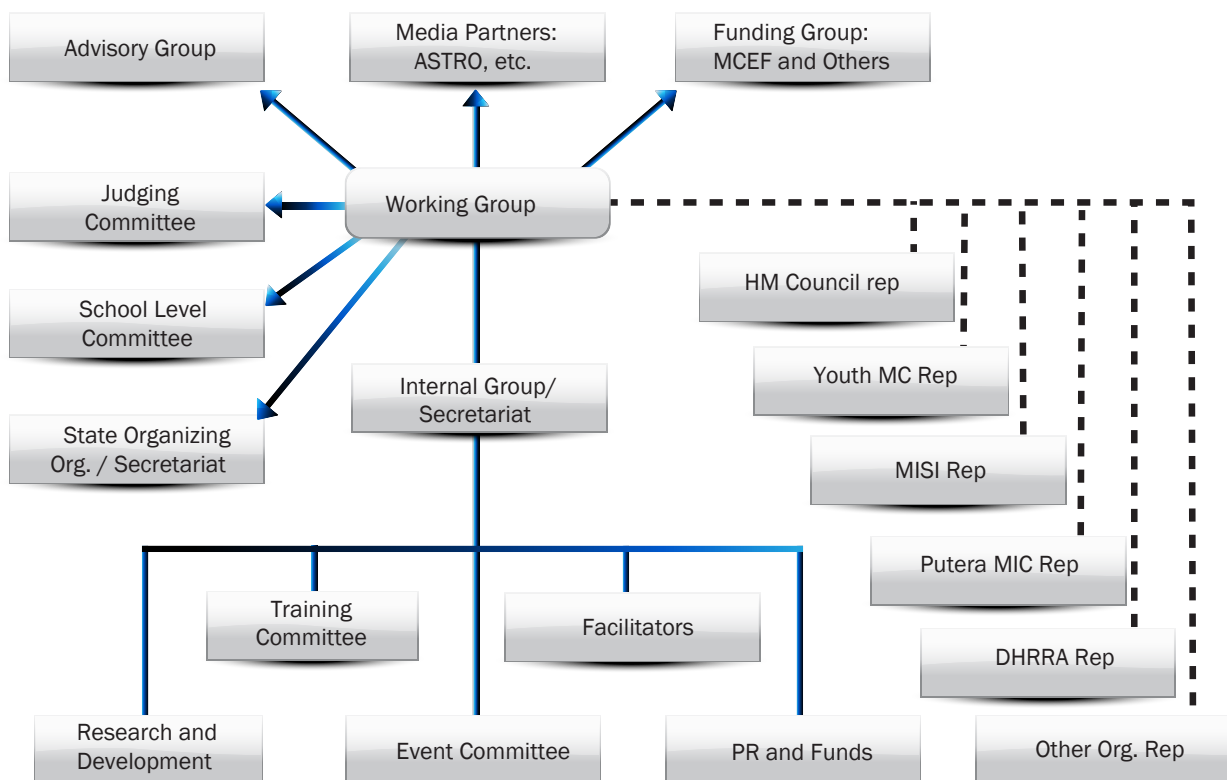 Advisory Group
Media Partners:
ASTRO, etc.
Funding Group:
MCEF and Others
Judging
Committee
Working Group
HM Council rep
School Level
Committee
Youth MC Rep
Internal Group/
Secretariat
State Organizing
Org. / Secretariat
MISI Rep
Putera MIC Rep
Training
Committee
Facilitators
DHRRA Rep
Research and
Development
Event Committee
PR and Funds
Other Org. Rep